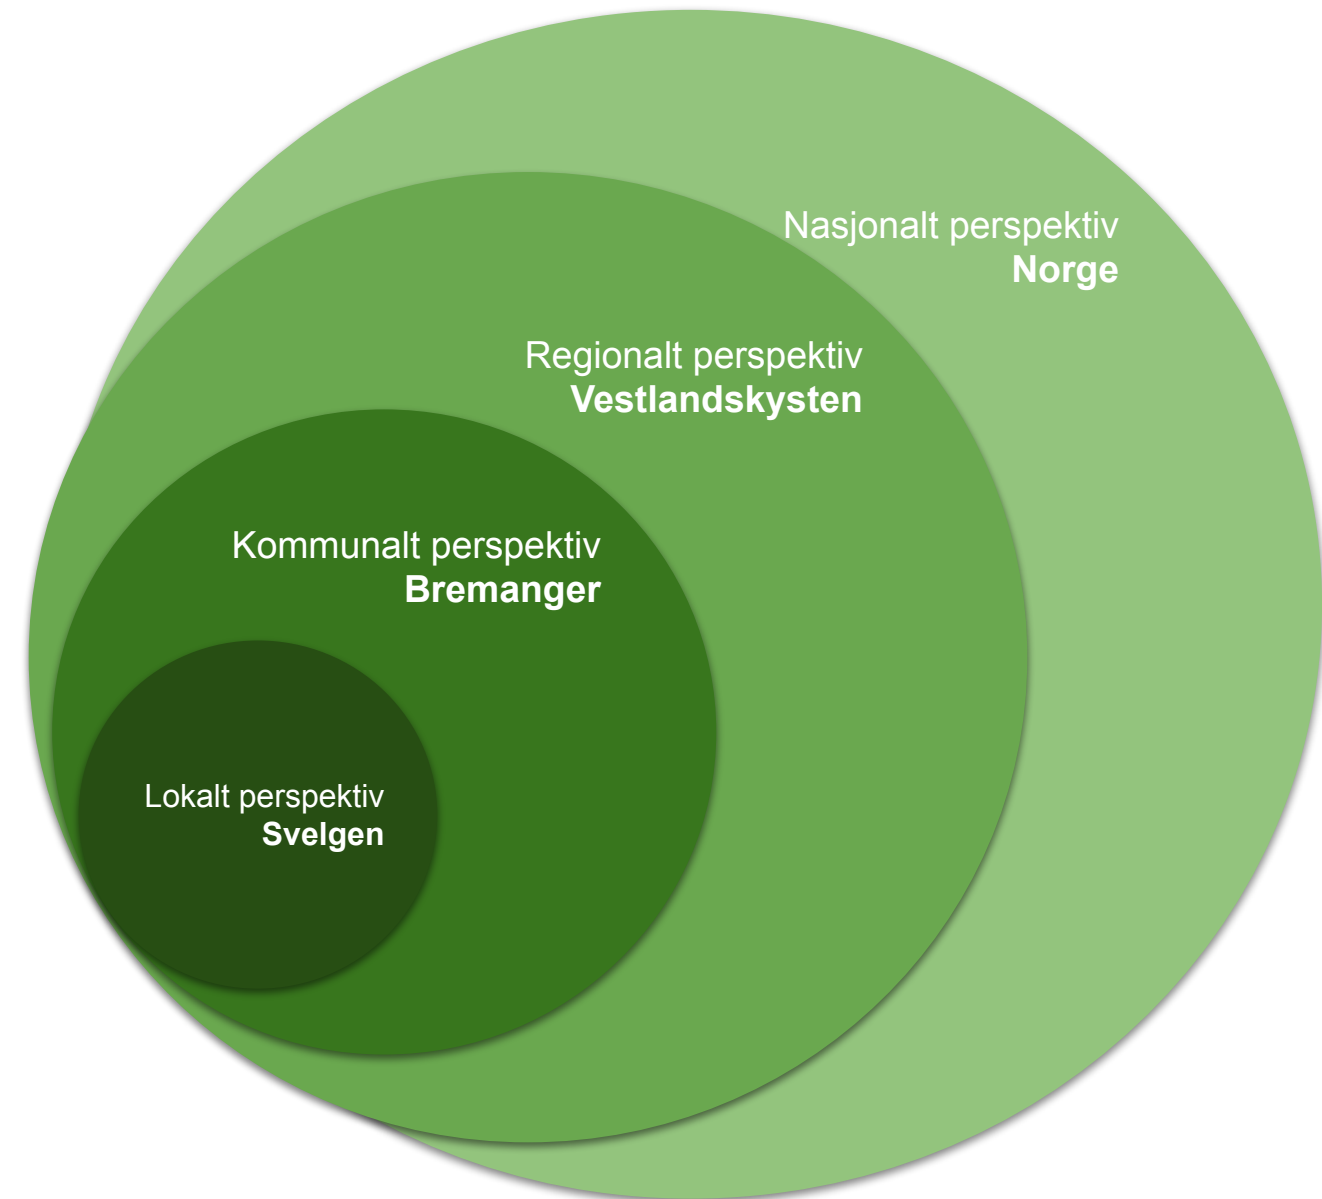 Nasjonalt perspektiv
Norge
Regionalt perspektiv
Vestlandskysten
Kommunalt perspektiv
Bremanger
Lokalt perspektiv
Svelgen